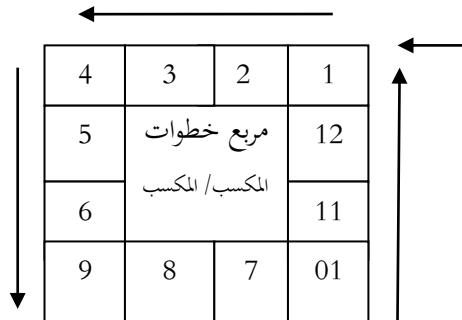 4 3 2 1
5 مربع خطوات 12
المكسب/ المكسب
6 11
9 8 7 01